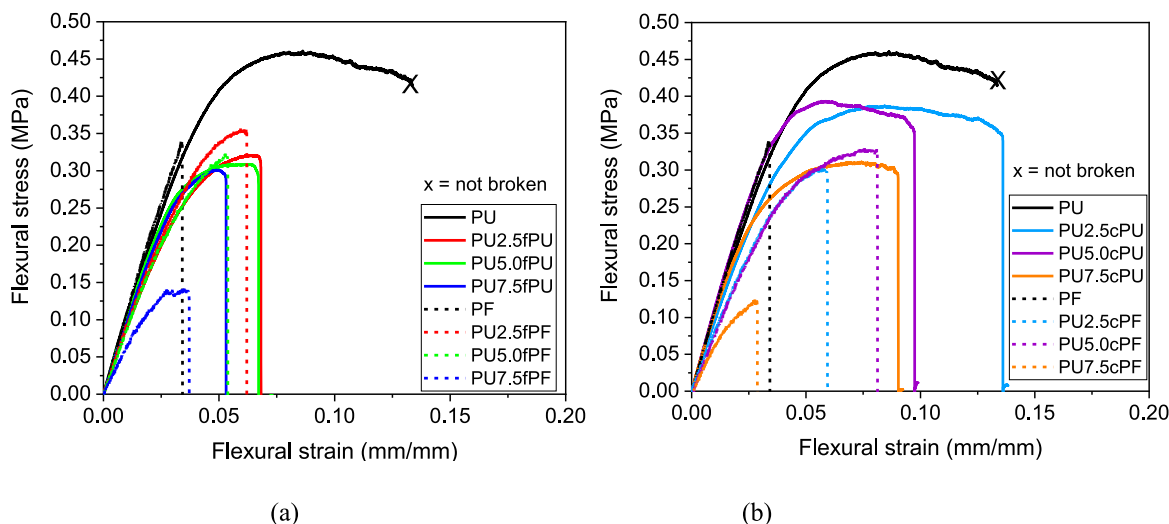 0.50
0.45
0.40
0.35
0.30
0.25
0.20
0.15
0.10
0.05
0.00
Flexural stress (MPa)
X
x = not broken
PU
PU2.5fPU
PU5.0fPU
PU7.5fPU
PF
PU2.5fPF
PU5.0fPF
PU7.5fPF
0.00 0.05 0.10 0.15 0.20
Flexural strain (mm/mm)
(a)
0.50
0.45
0.40
0.35
0.30
0.25
0.20
0.15
0.10
0.05
0.00
Flexural stress (MPa)
X
x = not broken
PU
PU2.5cPU
PU5.0cPU
PU7.5cPU
PF
PU2.5cPF
PU5.0cPF
PU7.5cPF
0.00 0.05 0.10 0.15 0.20
Flexural strain (mm/mm)
(b)